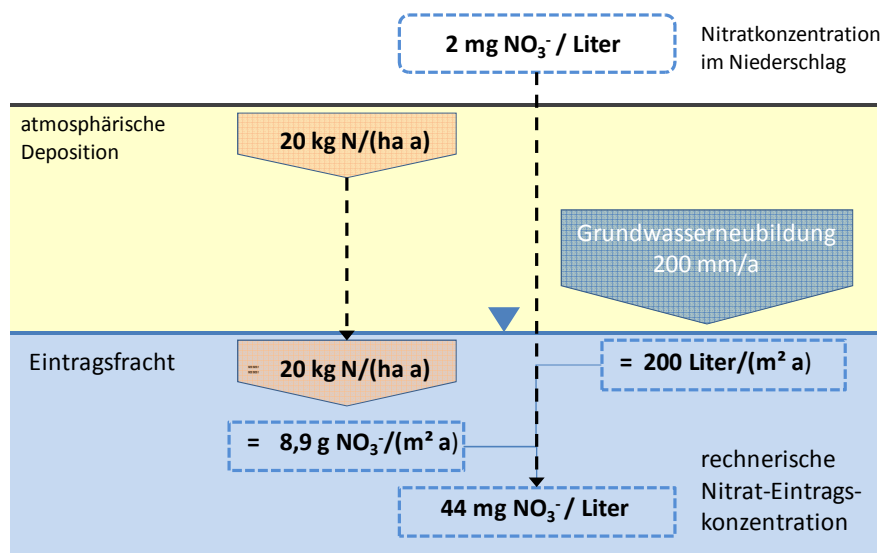 2 mg NO₃⁻ / Liter
Nitratkonzentration
im Niederschlag
atmosphärische
Deposition
20 kg N/(ha a)
Grundwasserneubildung
200 mm/a
Eintragsfracht
= 20 kg N/(ha a)
= 200 Liter/(m² a)
= 8,9 g NO₃⁻/(m² a)
44 mg NO₃⁻ / Liter
rechnerische
Nitrat-Eintrags-
konzentration